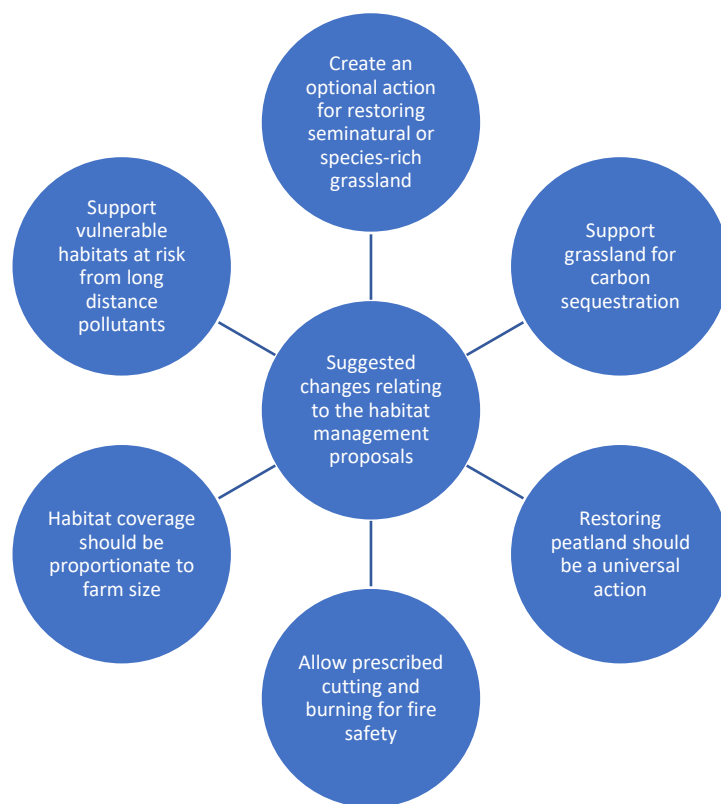 Create an
optional action
for restoring
seminatural or
species-rich
grassland
Support
grassland for
carbon
sequestration
Restoring
peatland should
be a universal
action
Allow prescribed
cutting and
burning for fire
safety
Habitat coverage
should be
proportionate to
farm size
Support
vulnerable
habitats at risk
from long
distance
pollutants
Suggested
changes relating
to the habitat
management
proposals